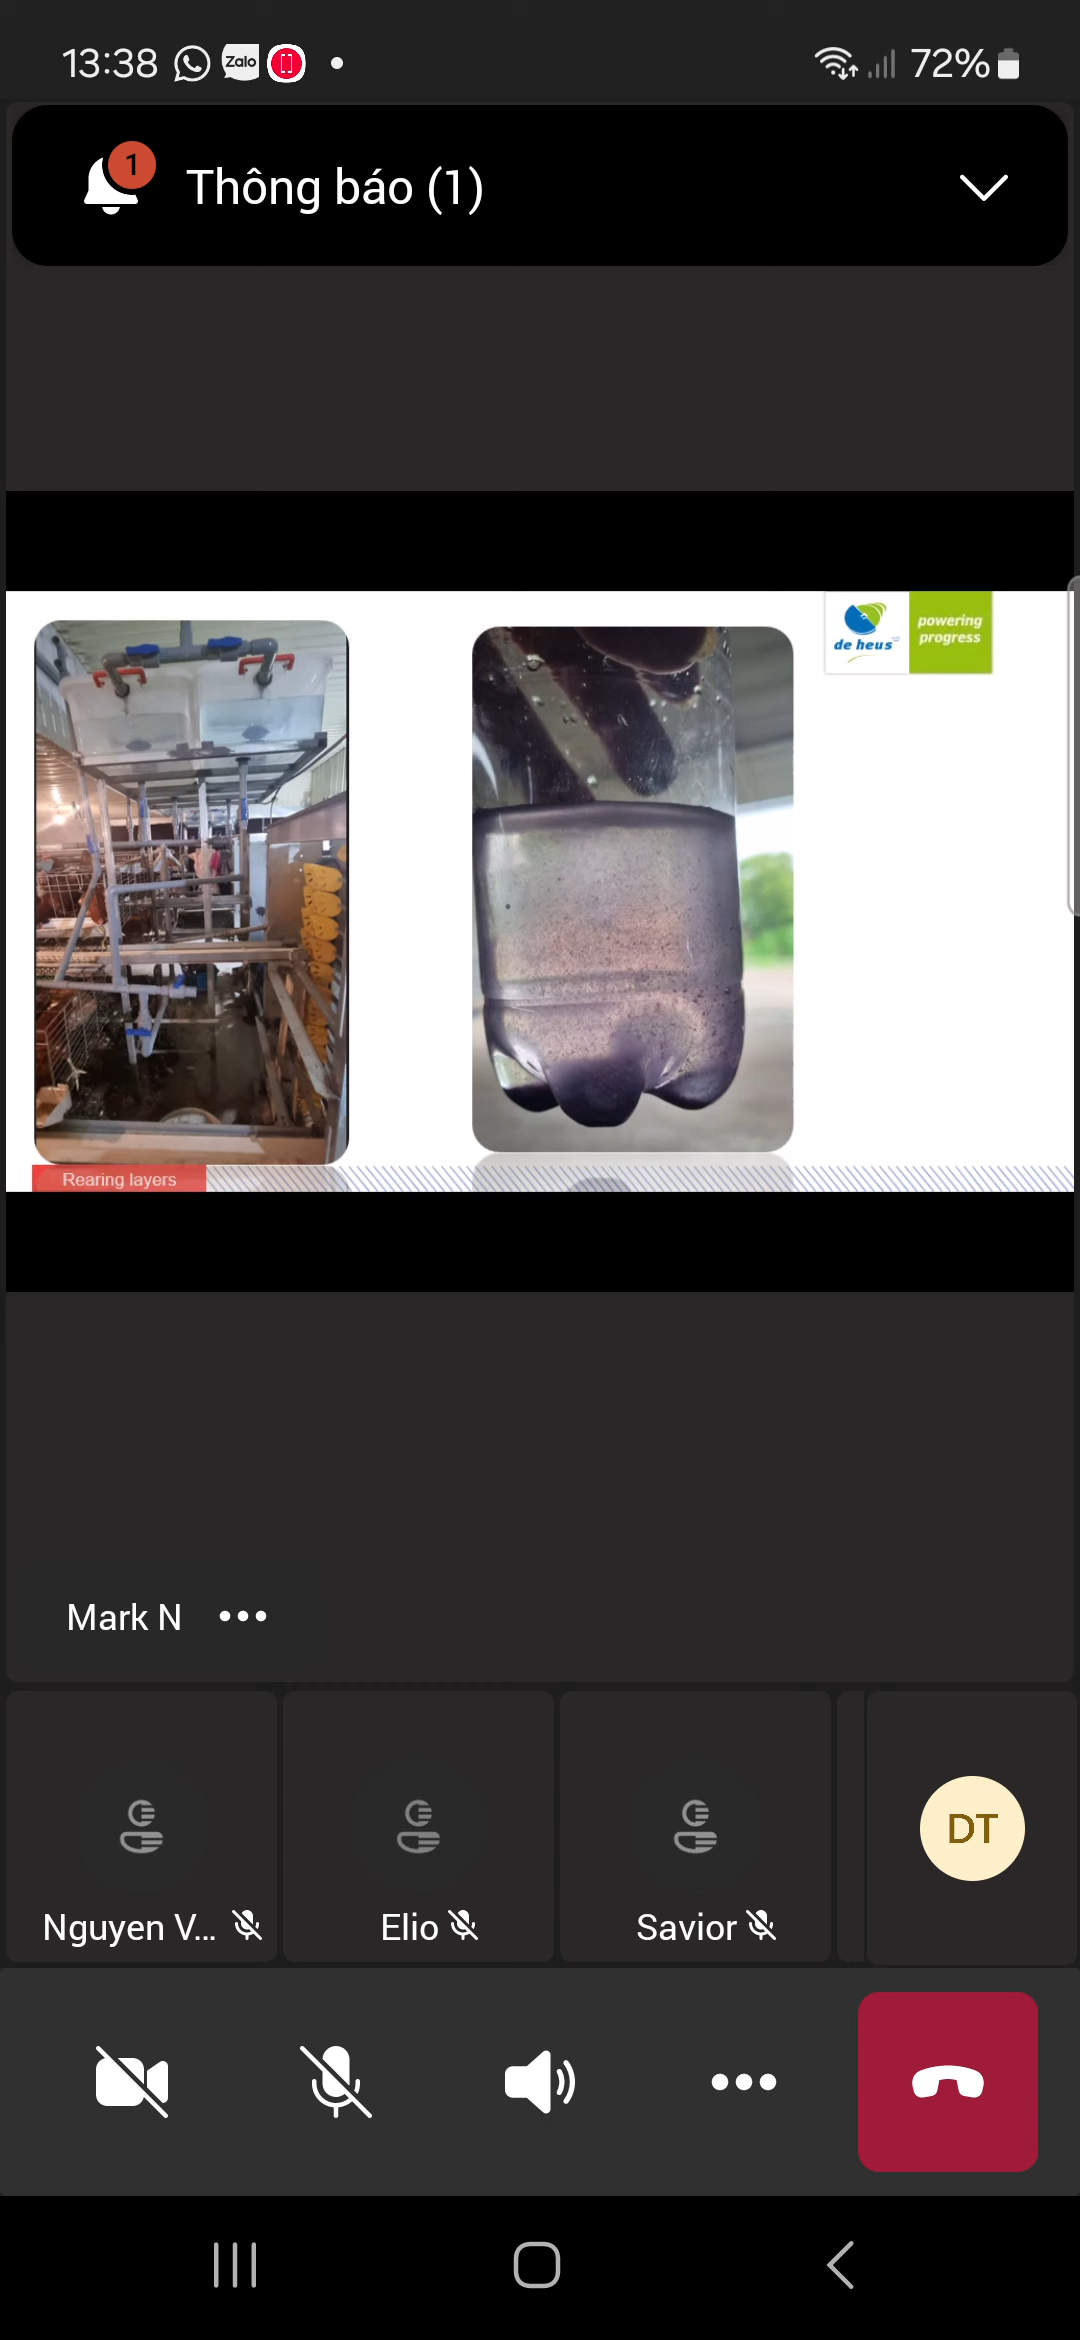 13:38
Zalo
72%
1
Thông báo (1)
de heus
powering
progress
Rearing layers
Mark N
DT
Nguyen V...
Elio
Savior